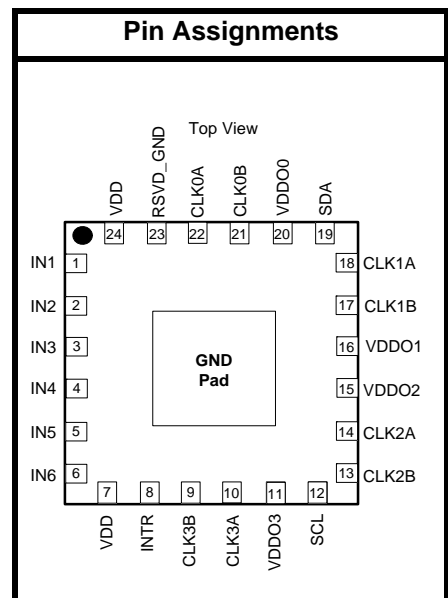 Pin Assignments
Top View
VDD
RSVD_GND
CLK0A
CLK0B
VDDO0
SDA
24 23 22 21 20 19
IN1 1
IN2 2
IN3 3
IN4 4
IN5 5
IN6 6
GND
Pad
18 CLK1A
17 CLK1B
16 VDDO1
15 VDDO2
14 CLK2A
13 CLK2B
7 8 9 10 11 12
VDD
INTR
CLK3B
CLK3A
VDDO3
SCL